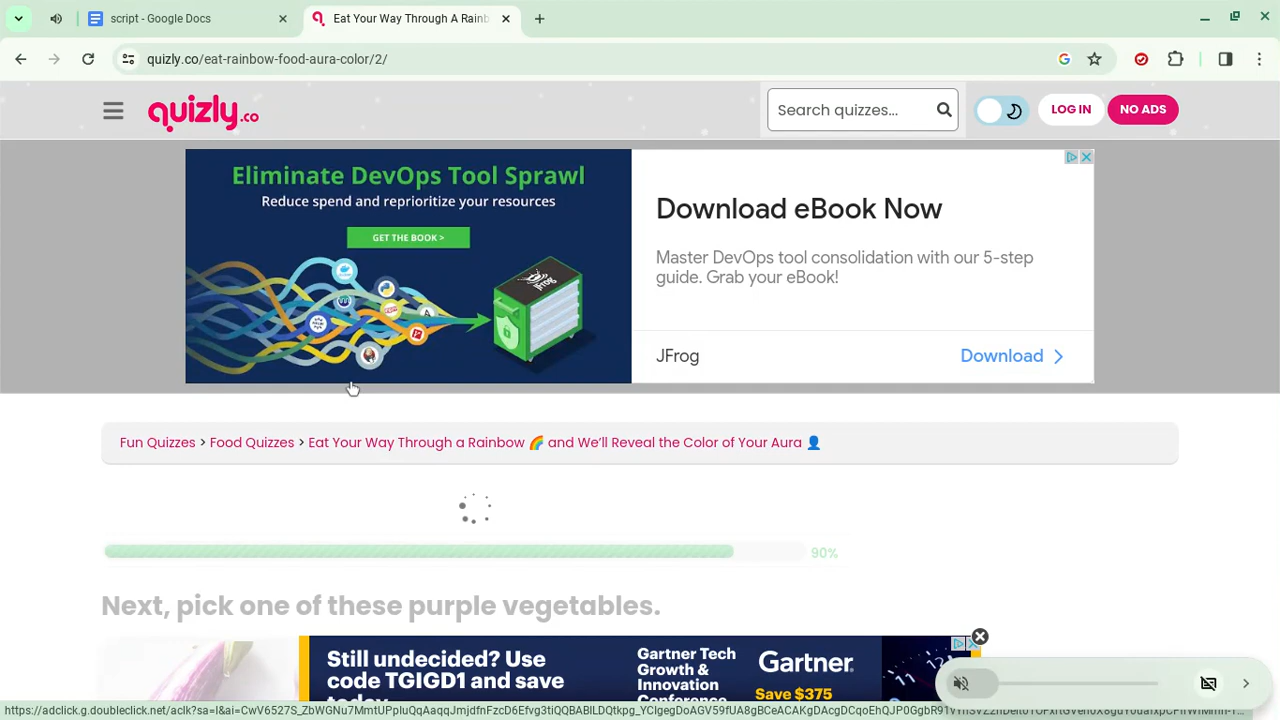 script - Google Docs
Eat Your Way Through A Rainb
quizly.co/eat-rainbow-food-aura-color/2/
quizly.co
Search quizzes...
LOG IN
NO ADS
Eliminate DevOps Tool Sprawl
Reduce spend and reprioritize your resources
GET THE BOOK >
JFrog
Download eBook Now
Master DevOps tool consolidation with our 5-step
guide. Grab your eBook!
JFrog
Download
Fun Quizzes > Food Quizzes > Eat Your Way Through a Rainbow 🌈 and We'll Reveal the Color of Your Aura 👤
90%
Next, pick one of these purple vegetables.
Still undecided? Use
code TGIGD1 and save
today.
Gartner Tech
Growth &
Innovation
Conference
Gartner
Save $375